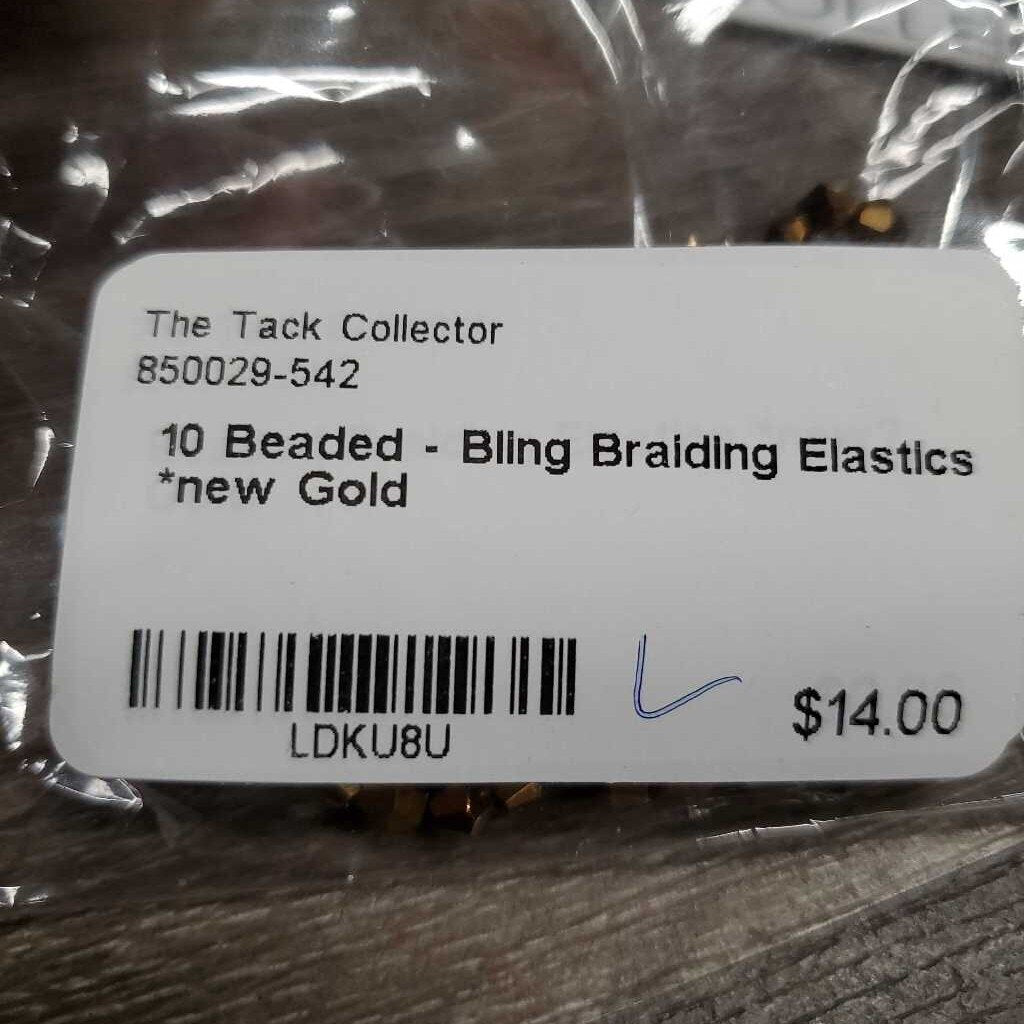 The Tack Collector
850029-542
10 Beaded - Bling Braiding Elastics
*new Gold
LDKU8U
$14.00